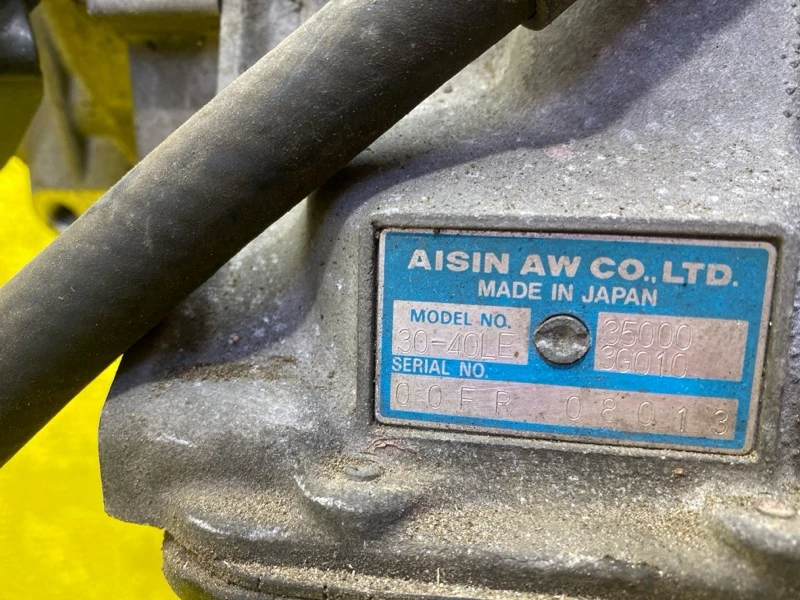 AISIN AW CO., LTD.
MADE IN JAPAN
MODEL NO.
30-40LE
35000
3G010
SERIAL NO.
00FR 08013